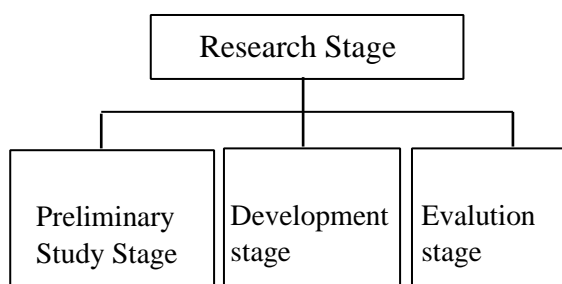 Research Stage
Preliminary
Study Stage
Development
stage
Evalution
stage